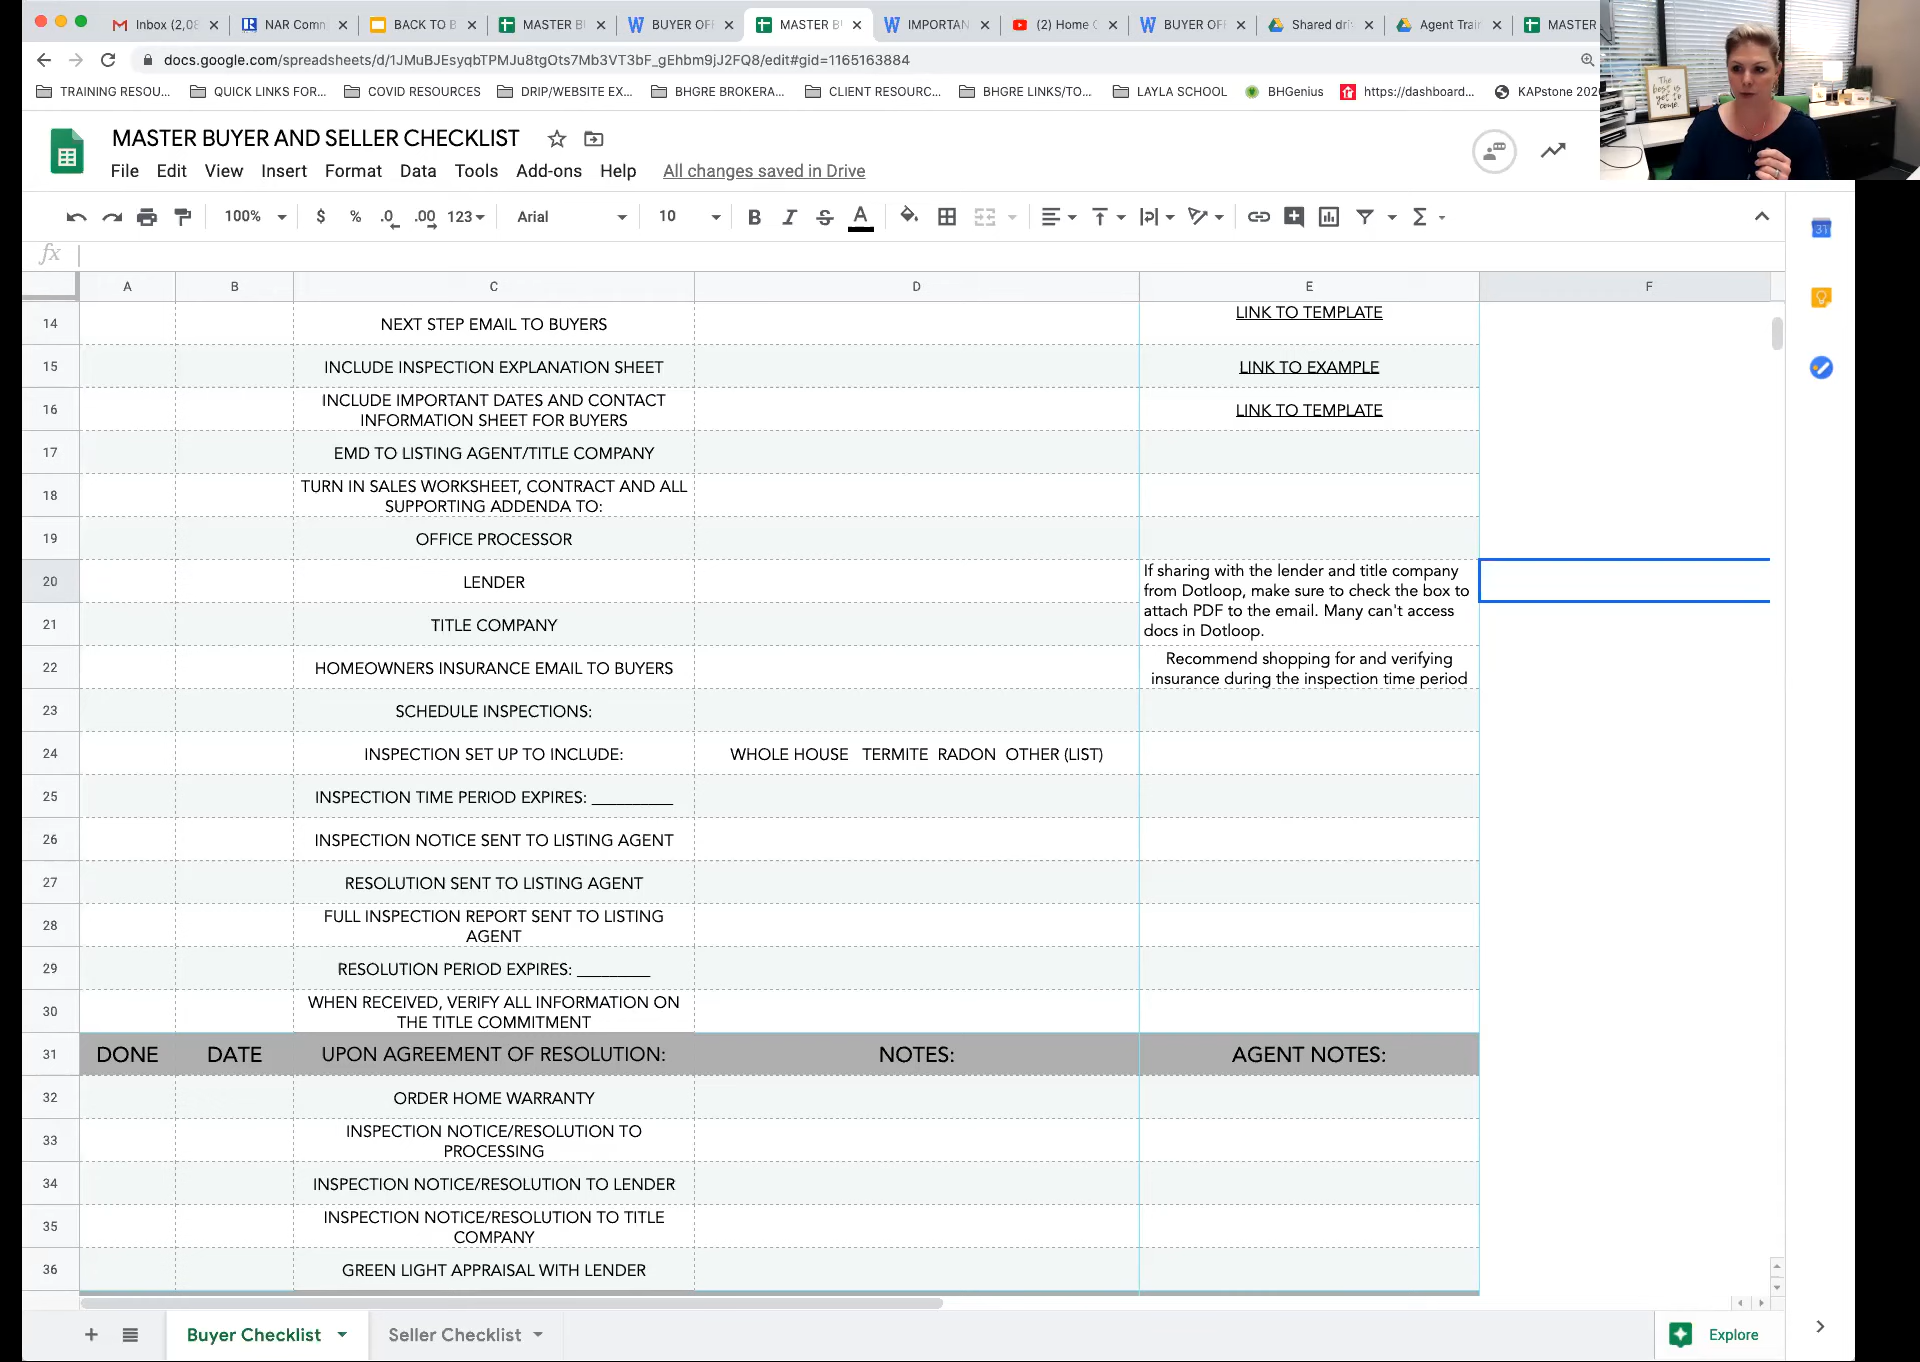 Inbox (2,08
NAR Comm
BACK TO B
MASTER B
BUYER OF
MASTER B
IMPORTAN
(2) Home
BUYER OF
Shared dri
Agent Trai
MASTER
docs.google.com/spreadsheets/d/1JMuBJEsyqbTPMJu8tgOts7Mb3VT3bF_gEhbm9jJ2FQ8/edit#gid=1165163884
TRAINING RESOU...
QUICK LINKS FOR...
COVID RESOURCES
DRIP/WEBSITE EX...
BHGRE BROKERA...
CLIENT RESOURC...
BHGRE LINKS/TO...
LAYLA SCHOOL
BHGenius
https://dashboard...
KAPstone 202
The
best is
yet to
come
MASTER BUYER AND SELLER CHECKLIST
File Edit View Insert Format Data Tools Add-ons Help All changes saved in Drive
100% $ % .0 .00 123 Arial 10 B I S A
fx
A B C D E F
14 NEXT STEP EMAIL TO BUYERS LINK TO TEMPLATE
15 INCLUDE INSPECTION EXPLANATION SHEET LINK TO EXAMPLE
16 INCLUDE IMPORTANT DATES AND CONTACT
INFORMATION SHEET FOR BUYERS LINK TO TEMPLATE
17 EMD TO LISTING AGENT/TITLE COMPANY
18 TURN IN SALES WORKSHEET, CONTRACT AND ALL
SUPPORTING ADDENDA TO:
19 OFFICE PROCESSOR
20 LENDER
If sharing with the lender and title company
from Dotloop, make sure to check the box to
attach PDF to the email. Many can't access
docs in Dotloop.
21 TITLE COMPANY
22 HOMEOWNERS INSURANCE EMAIL TO BUYERS
Recommend shopping for and verifying
insurance during the inspection time period
23 SCHEDULE INSPECTIONS:
24 INSPECTION SET UP TO INCLUDE: WHOLE HOUSE TERMITE RADON OTHER (LIST)
25 INSPECTION TIME PERIOD EXPIRES: __________
26 INSPECTION NOTICE SENT TO LISTING AGENT
27 RESOLUTION SENT TO LISTING AGENT
28 FULL INSPECTION REPORT SENT TO LISTING
AGENT
29 RESOLUTION PERIOD EXPIRES: _________
30 WHEN RECEIVED, VERIFY ALL INFORMATION ON
THE TITLE COMMITMENT
31 DONE DATE UPON AGREEMENT OF RESOLUTION: NOTES: AGENT NOTES:
32 ORDER HOME WARRANTY
33 INSPECTION NOTICE/RESOLUTION TO
PROCESSING
34 INSPECTION NOTICE/RESOLUTION TO LENDER
35 INSPECTION NOTICE/RESOLUTION TO TITLE
COMPANY
36 GREEN LIGHT APPRAISAL WITH LENDER
Buyer Checklist
Seller Checklist
Explore
31